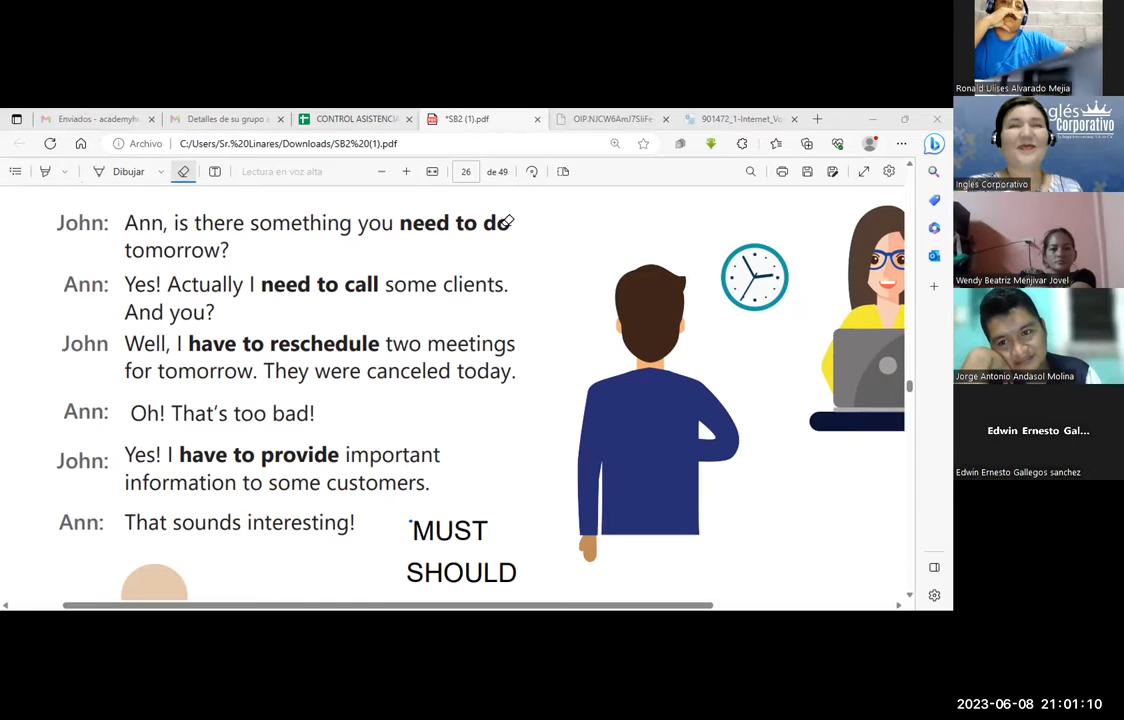 Enviados - academyh
Detalles de su grupo a
CONTROL ASISTENCIA
*SB2 (1).pdf
OIP.NJCW6AmJ7SliFe
901472_1-Internet_Vo
Archivo
C:/Users/Sr.%20Linares/Downloads/SB2%20(1).pdf
Dibujar
Lectura en voz alta
26
de 49
John: Ann, is there something you need to do
tomorrow?
Ann: Yes! Actually I need to call some clients.
And you?
John Well, I have to reschedule two meetings
for tomorrow. They were canceled today.
Ann: Oh! That's too bad!
John: Yes! I have to provide important
information to some customers.
Ann: That sounds interesting!
MUST
SHOULD
Ronald Ulises Alvarado Mejia
nglés
Corporativo
Inglés Corporativo
Wendy Beatriz Menjivar Jovel
Jorge Antonio Andasol Molina
Edwin Ernesto Gal...
Edwin Ernesto Gallegos sanchez
2023-06-08 21:01:10